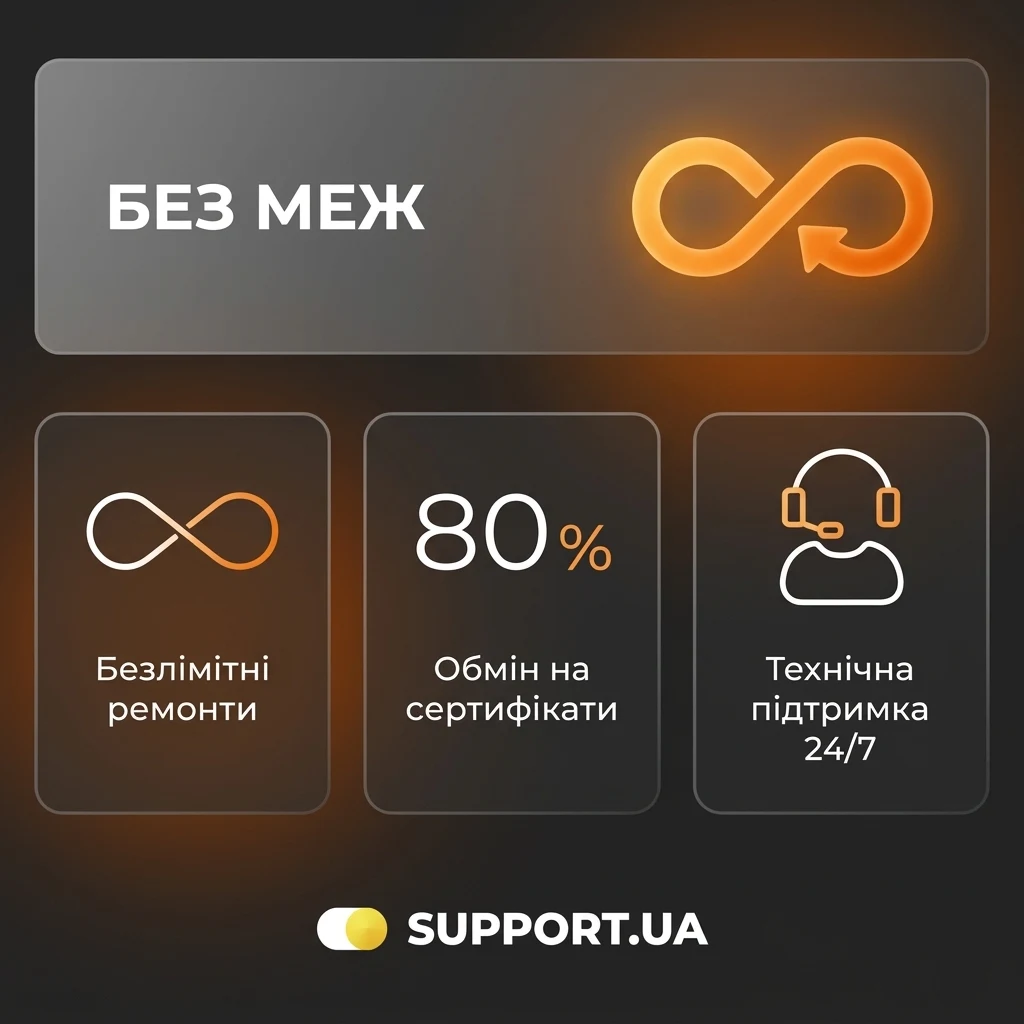 БЕЗ МЕЖ
80%
Безлімітні
ремонти
Обмін на
сертифікати
Технічна
підтримка
24/7
SUPPORT.UA